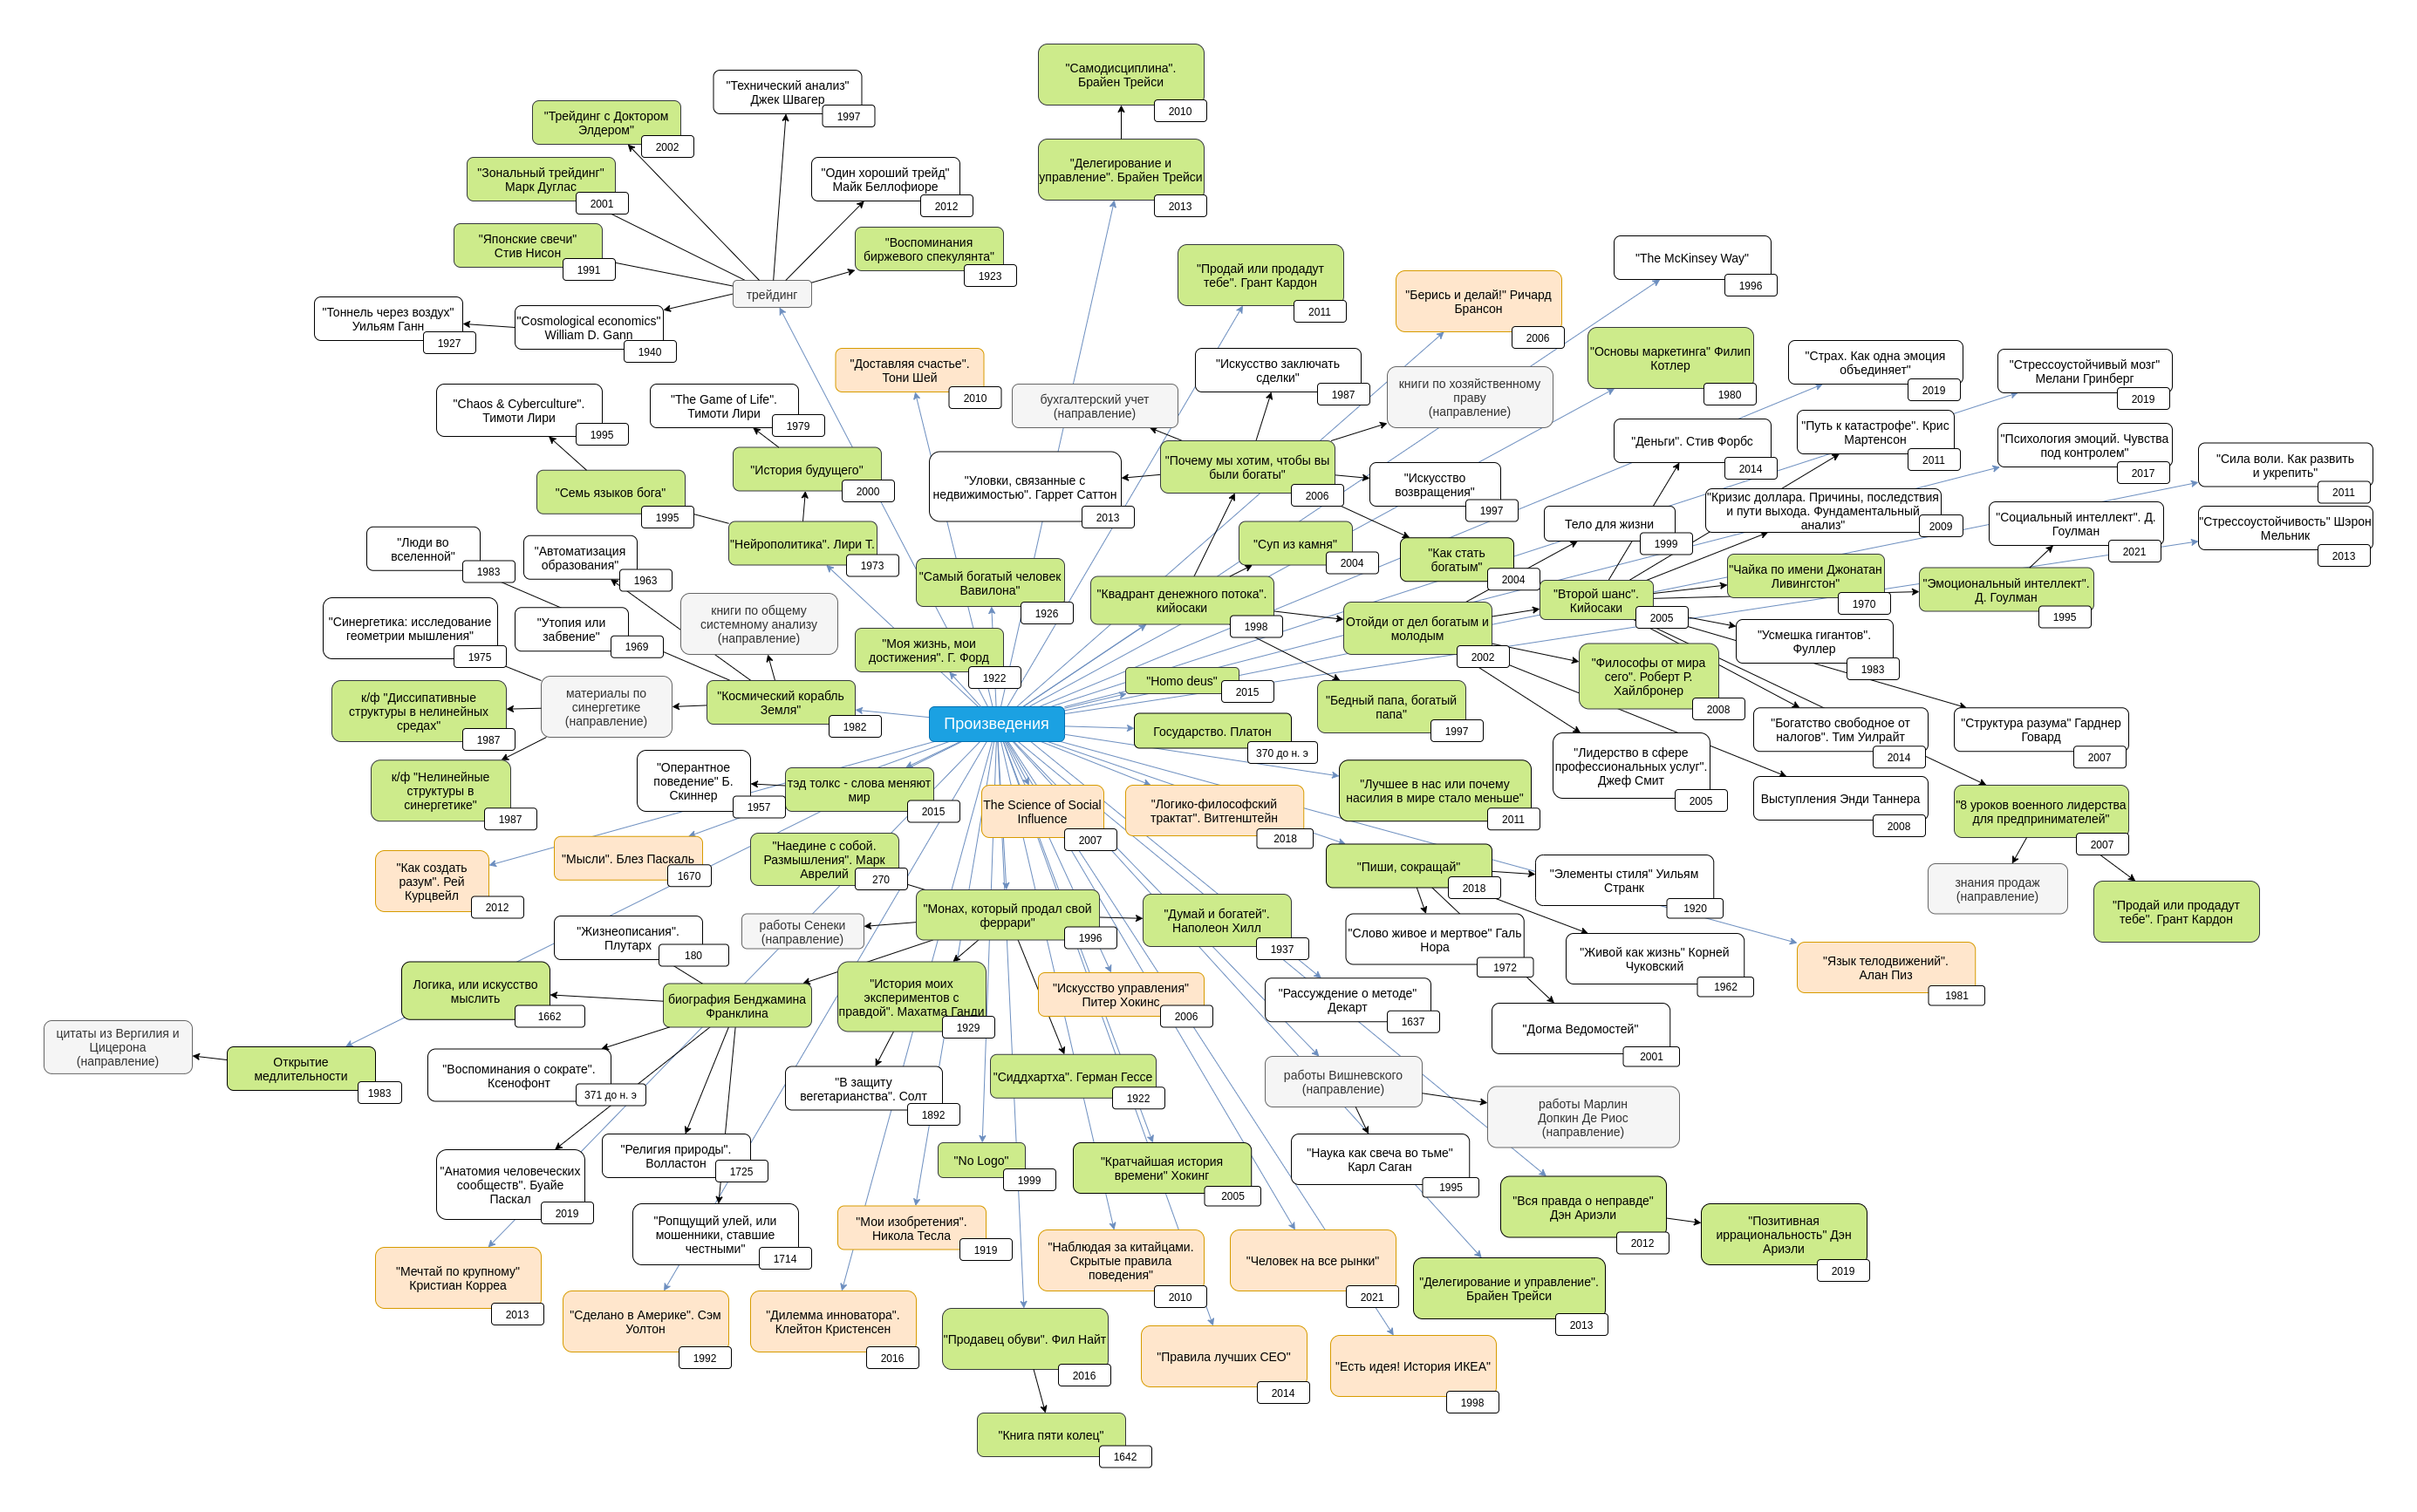 "Самодисциплина".
Брайен Трейси
2010
"Технический анализ"
Джек Швагер
1997
"Трейдинг с Доктором
Элдером"
2002
"Делегирование и
управление". Брайен Трейси
2013
"Зональный трейдинг"
Марк Дуглас
2001
"Один хороший трейд"
Майк Беллофиоре
2012
"Японские свечи"
Стив Нисон
1991
"Воспоминания
биржевого спекулянта"
1923
трейдинг
"Тоннель через воздух"
Уильям Ганн
1927
"Cosmological economics"
William D. Gann
1940
"Продай или продадут
тебе". Грант Кардон
2011
"Берись и делай!" Ричард
Брансон
2006
"The McKinsey Way"
1996
"Доставляя счастье".
Тони Шей
2010
"Искусство заключать
сделки"
1987
"Основы маркетинга" Филип
Котлер
1980
"Страх. Как одна эмоция
объединяет"
2019
"Стрессоустойчивый мозг"
Мелани Гринберг
2019
"Chaos & Cyberculture".
Тимоти Лири
1995
"The Game of Life".
Тимоти Лири
1979
бухгалтерский учет
(направление)
книги по хозяйственному
праву
(направление)
"Деньги". Стив Форбс
2014
"Путь к катастрофе". Крис
Мартенсон
2011
"Психология эмоций. Чувства
под контролем"
2017
"Сила воли. Как развить
и укрепить"
2011
"История будущего"
2000
"Почему мы хотим, чтобы вы
были богаты"
2006
"Семь языков бога"
1995
"Уловки, связанные с
недвижимостью". Гаррет Саттон
2013
"Искусство
возвращения"
1997
"Кризис доллара. Причины, последствия
и пути выхода. Фундаментальный
анализ"
2009
"Социальный интеллект". Д.
Гоулман
2021
"Стрессоустойчивость" Шэрон
Мельник
2013
Тело для жизни
1999
"Нейрополитика". Лири Т.
1973
"Суп из камня"
2004
"Как стать
богатым"
2004
"Люди во
вселенной"
1983
"Автоматизация
образования"
1963
"Самый богатый человек
Вавилона"
1926
"Квадрант денежного потока".
кийосаки
1998
"Второй шанс".
Кийосаки
2005
"Чайка по имени Джонатан
Ливингстон"
1970
"Эмоциональный интеллект".
Д. Гоулман
1995
"Синергетика: исследование
геометрии мышления"
1975
"Утопия или
забвение"
1969
книги по общему
системному анализу
(направление)
"Моя жизнь, мои
достижения". Г. Форд
1922
Отойди от дел богатым и
молодым
2002
"Усмешка гигантов".
Фуллер
1983
"Философы от мира
сего". Роберт Р.
Хайлбронер
2008
"Homo deus"
2015
"Бедный папа, богатый
папа"
1997
к/ф "Диссипативные
структуры в нелинейных
средах"
1987
материалы по
синергетике
(направление)
"Космический корабль
Земля"
1982
Произведения
Государство. Платон
370 до н. э
"Богатство свободное от
налогов". Тим Уилрайт
2014
"Структура разума" Гарднер
Говард
2007
"Лидерство в сфере
профессиональных услуг".
Джеф Смит
2005
Выступления Энди Таннера
2008
"8 уроков военного лидерства
для предпринимателей"
2007
к/ф "Нелинейные
структуры в
синергетике"
1987
"Оперантное
поведение" Б.
Скиннер
1957
тэд толкс - слова меняют
мир
2015
The Science of Social
Influence
2007
"Логико-философский
трактат". Витгенштейн
2018
"Лучшее в нас или почему
насилия в мире стало меньше"
2011
"Как создать
разум". Рей
Курцвейл
2012
"Мысли". Блез Паскаль
1670
"Наедине с собой.
Размышления". Марк
Аврелий
270
"Пиши, сокращай"
2018
"Элементы стиля" Уильям
Странк
1920
знания продаж
(направление)
"Продай или продадут
тебе". Грант Кардон
"Жизнеописания".
Плутарх
180
работы Сенеки
(направление)
"Монах, который продал свой
феррари"
1996
"Думай и богатей".
Наполеон Хилл
1937
"Слово живое и мертвое" Галь
Нора
1972
"Живой как жизнь" Корней
Чуковский
1962
"Язык телодвижений".
Алан Пиз
1981
Логика, или искусство
мыслить
1662
биография Бенджамина
Франклина
"История моих
экспериментов с
правдой". Махатма Ганди
1929
"Искусство управления"
Питер Хокинс
2006
"Рассуждение о методе"
Декарт
1637
"Догма Ведомостей"
2001
цитаты из Вергилия и
Цицерона
(направление)
Открытие
медлительности
1983
"Воспоминания о сократе".
Ксенофонт
371 до н. э
"В защиту
вегетарианства". Солт
1892
"Сиддхартха". Герман Гессе
1922
работы Вишневского
(направление)
работы Марлин
Допкин Де Риос
(направление)
"Анатомия человеческих
сообществ". Буайе
Паскал
2019
"Религия природы".
Волластон
1725
"No Logo"
1999
"Кратчайшая история
времени" Хокинг
2005
"Наука как свеча во тьме"
Карл Саган
1995
"Вся правда о неправде"
Дэн Ариэли
2012
"Позитивная
иррациональность" Дэн
Ариэли
2019
"Ропщущий улей, или
мошенники, ставшие
честными"
1714
"Мои изобретения".
Никола Тесла
1919
"Мечтай по крупному"
Кристиан Корреа
2013
"Наблюдая за китайцами.
Скрытые правила
поведения"
2010
"Человек на все рынки"
2021
"Делегирование и управление".
Брайен Трейси
2013
"Сделано в Америке". Сэм
Уолтон
1992
"Дилемма инноватора".
Клейтон Кристенсен
2016
"Продавец обуви". Фил Найт
2016
"Правила лучших CEO"
2014
"Есть идея! История ИКЕА"
1998
"Книга пяти колец"
1642